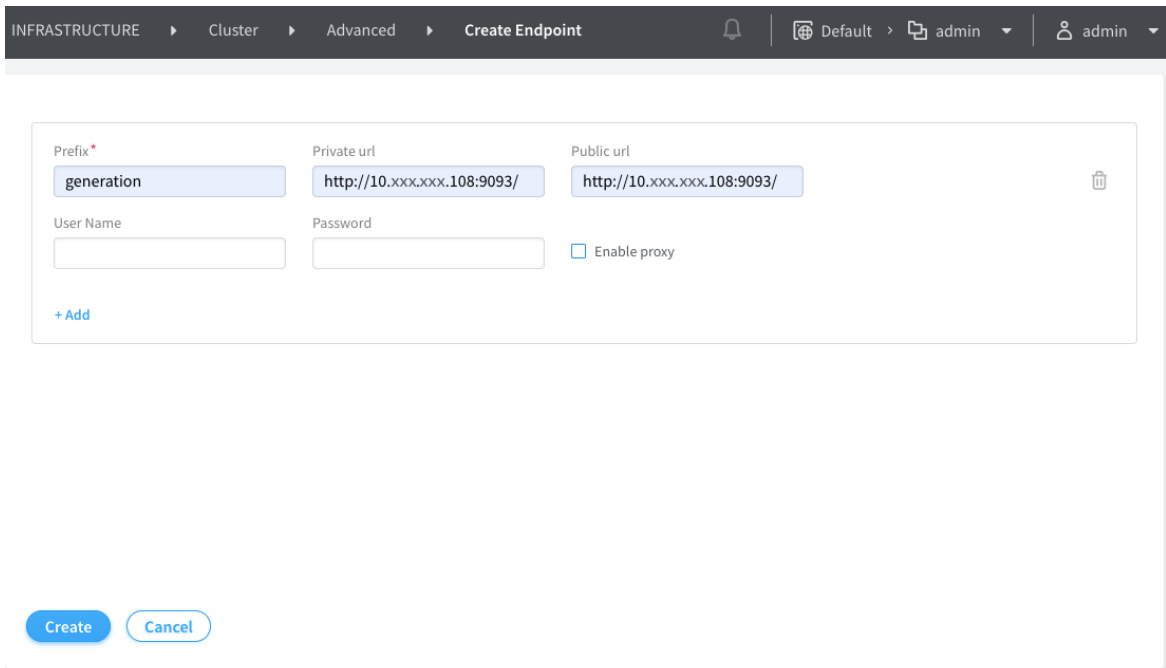 INFRASTRUCTURE Cluster Advanced Create Endpoint Default > admin admin
Prefix* Private url Public url
generation http://10.xxx.xxx.108:9093/ http://10.xxx.xxx.108:9093/
User Name Password
Enable proxy
+ Add
Create Cancel